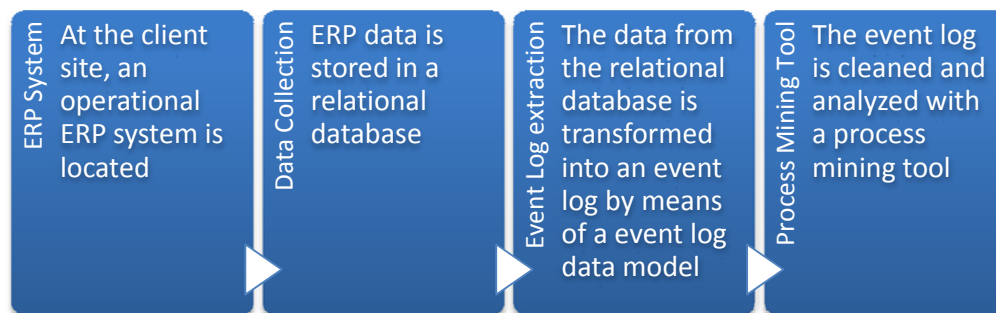 ERP System
At the client
site, an
operational
ERP system is
located
Data Collection
ERP data is
stored in a
relational
database
Event Log extraction
The data from
the relational
database is
transformed
into an event
log by means
of a event log
data model
Process Mining Tool
The event log
is cleaned and
analyzed with
a process
mining tool